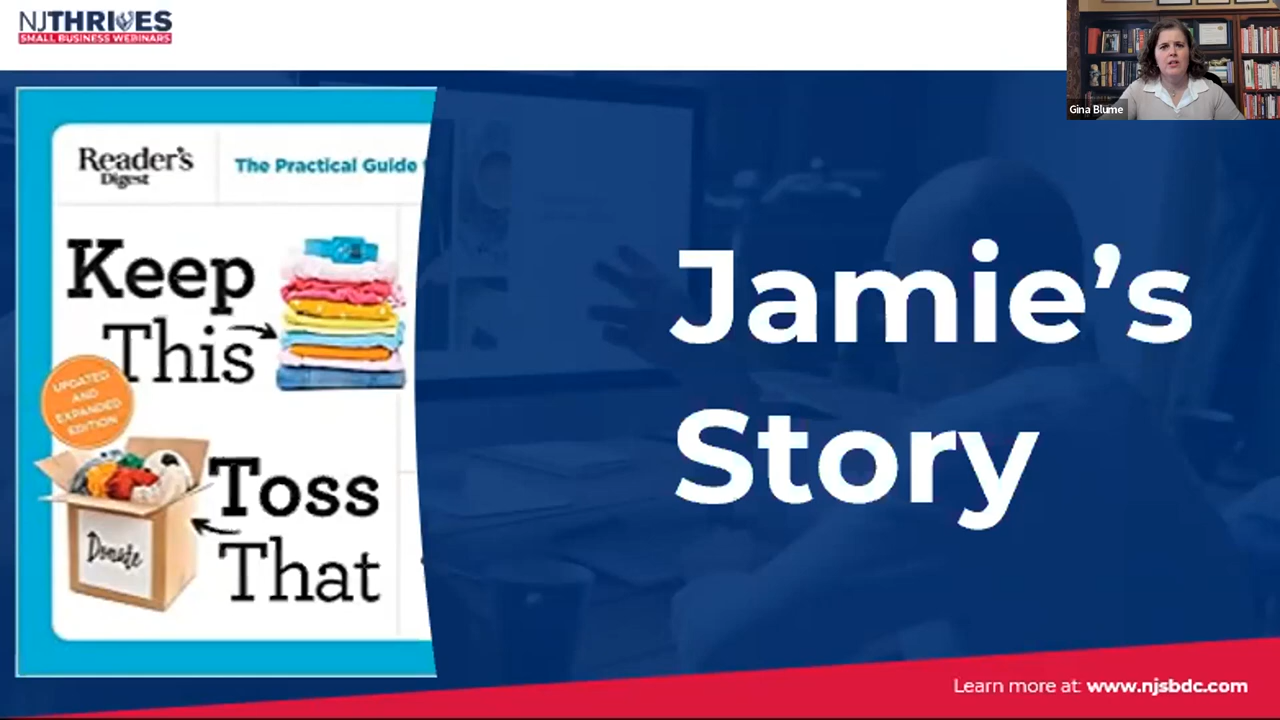 NJTHRIVES
SMALL BUSINESS WEBINARS
Gina Blume
Reader's
Digest
The Practical Guide
Keep
This
UPDATED
AND
EXPANDED
EDITION
Toss
That
Donate
Jamie's
Story
Learn more at: www.njsbdc.com